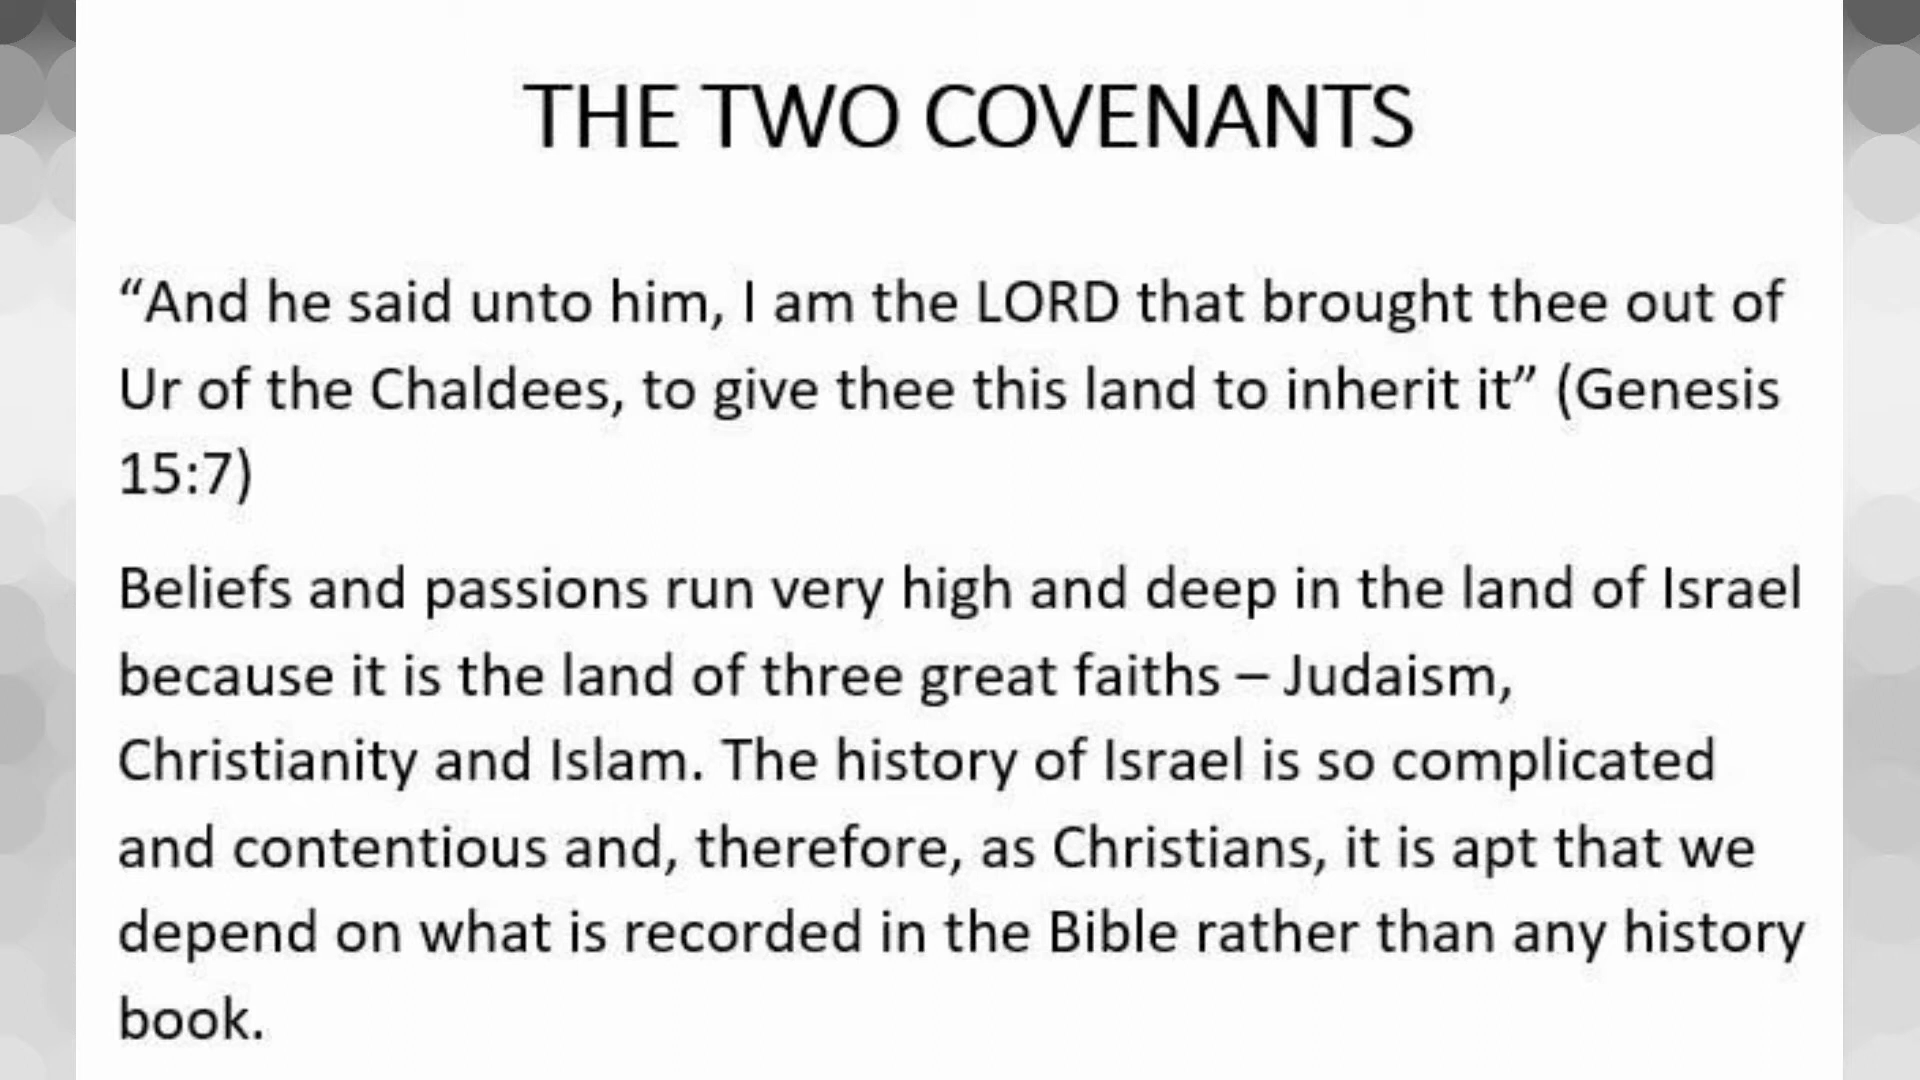 THE TWO COVENANTS
“And he said unto him, I am the LORD that brought thee out of
Ur of the Chaldees, to give thee this land to inherit it” (Genesis
15:7)
Beliefs and passions run very high and deep in the land of Israel
because it is the land of three great faiths – Judaism,
Christianity and Islam. The history of Israel is so complicated
and contentious and, therefore, as Christians, it is apt that we
depend on what is recorded in the Bible rather than any history
book.